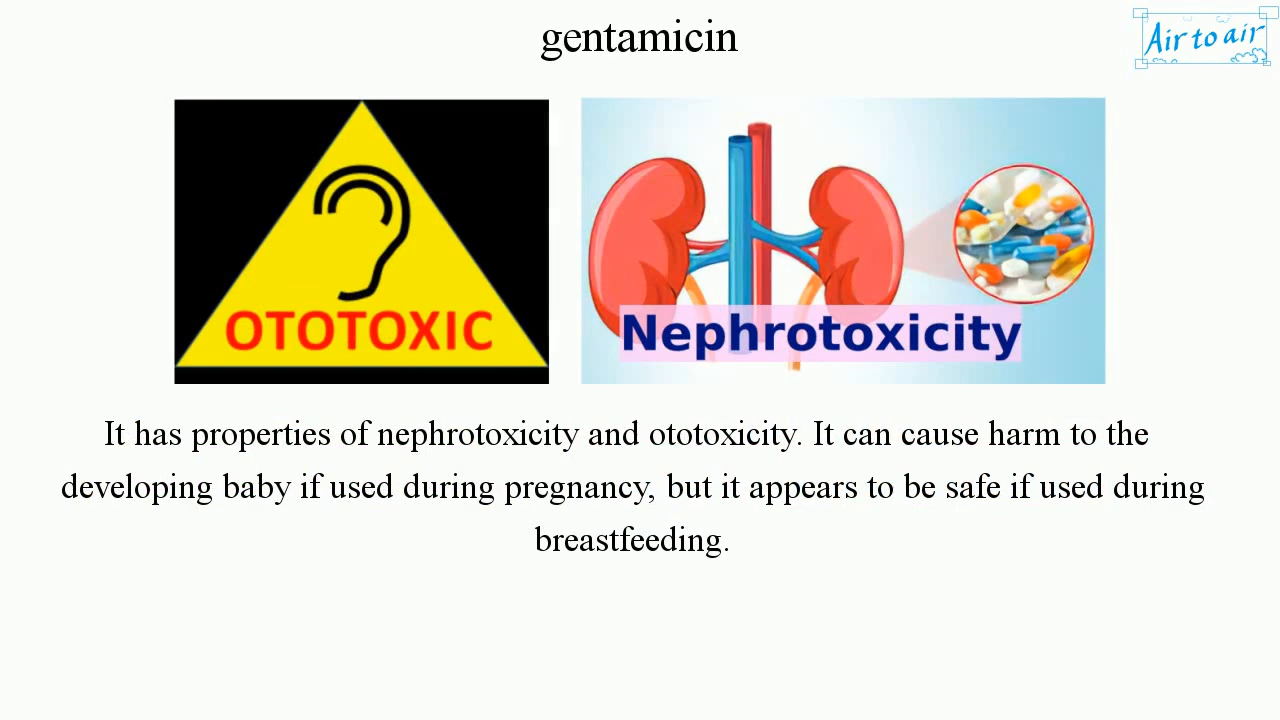 gentamicin
Air to air
OTOTOXIC
Nephrotoxicity
It has properties of nephrotoxicity and ototoxicity. It can cause harm to the
developing baby if used during pregnancy, but it appears to be safe if used during
breastfeeding.